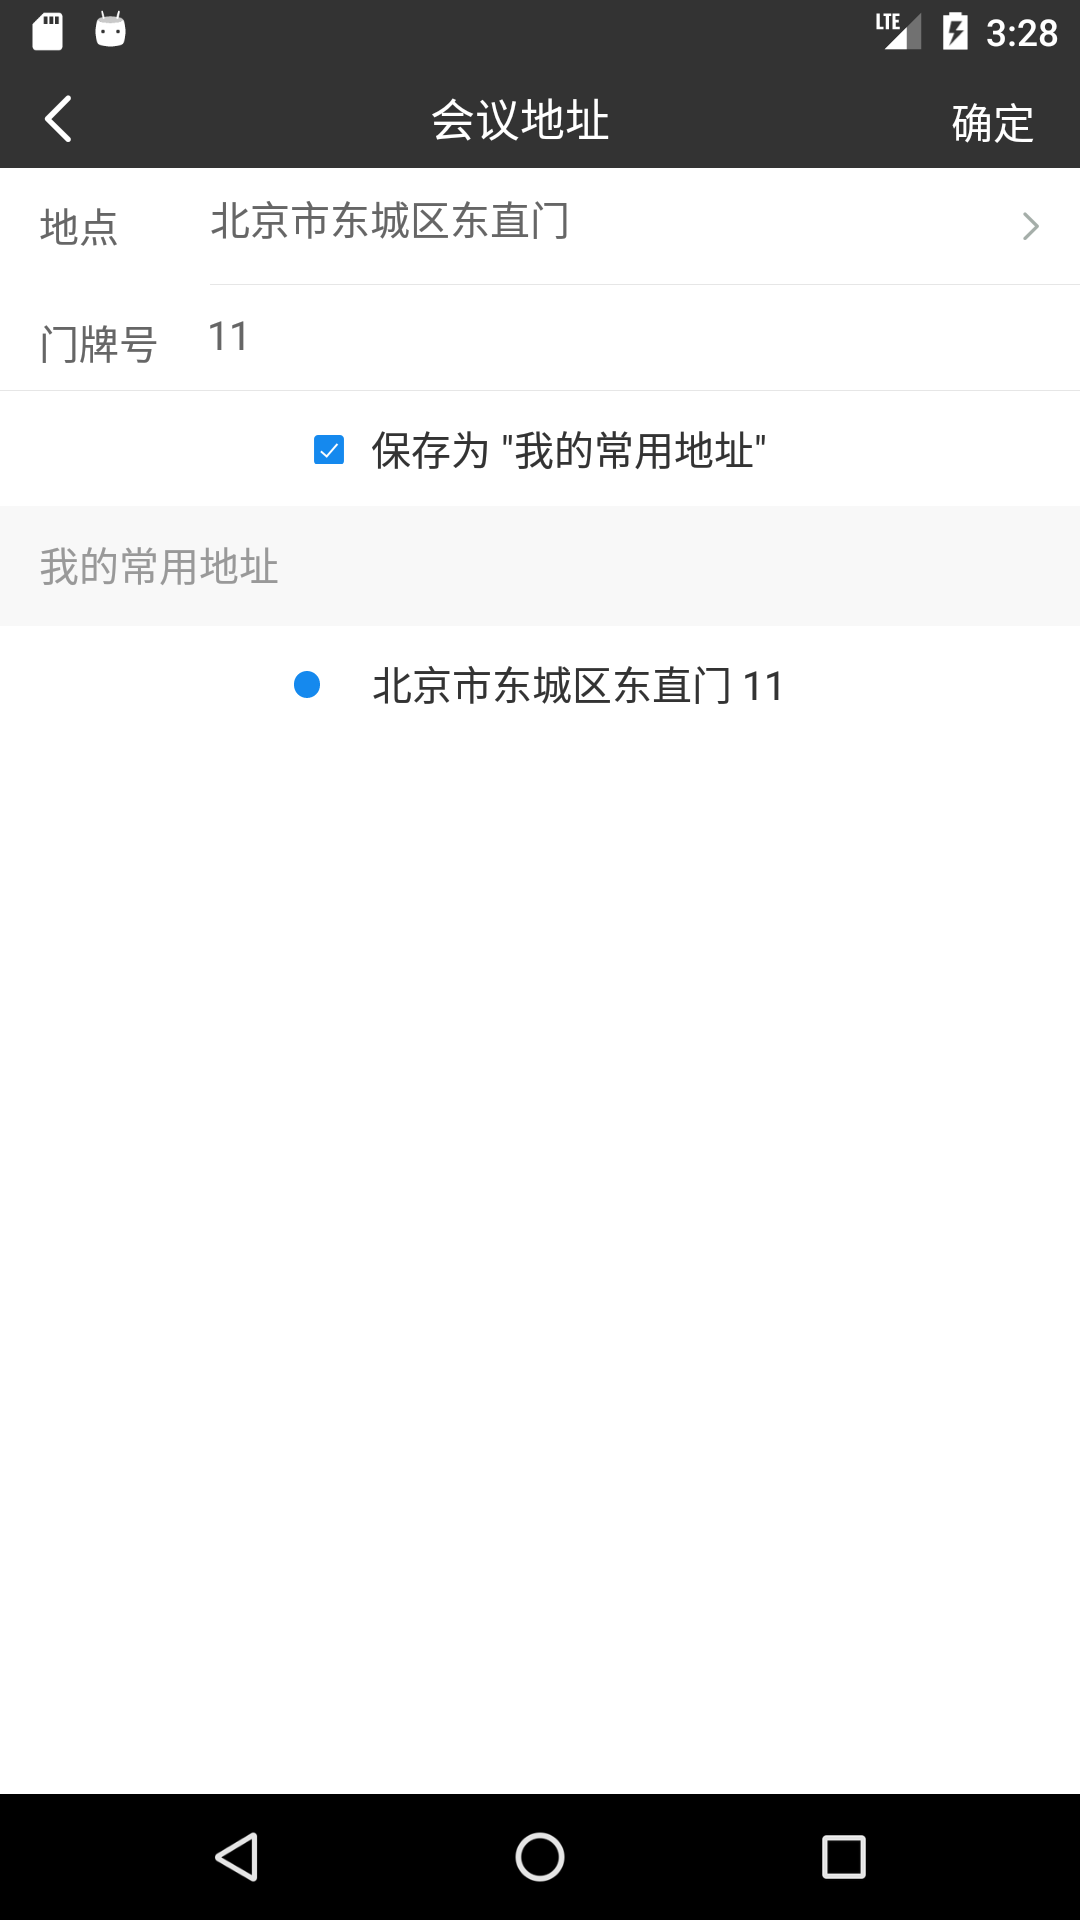 LTE 3:28
会议地址 确定
地点 北京市东城区东直门
门牌号 11
保存为 "我的常用地址"
我的常用地址
北京市东城区东直门 11